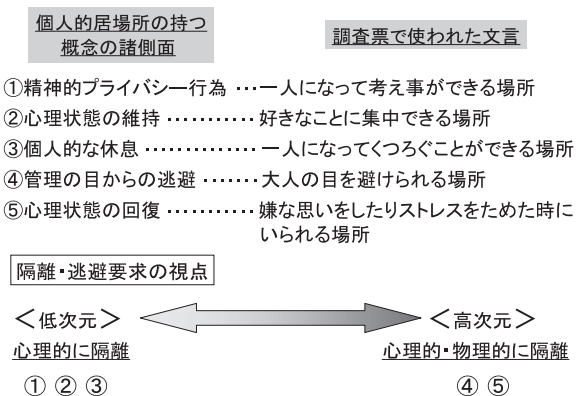 個人的居場所の持つ
概念の諸側面
調査票で使われた文言
①精神的プライバシー行為 …一人になって考え事ができる場所
②心理状態の維持 ………… 好きなことに集中できる場所
③個人的な休息 …………… 一人になってくつろぐことができる場所
④管理の目からの逃避 ……・大人の目を避けられる場所
⑤心理状態の回復 ………… 嫌な思いをしたりストレスをためた時に
いられる場所
隔離・逃避要求の視点
<低次元> <高次元>
心理的に隔離 心理的・物理的に隔離
① ② ③ ④ ⑤